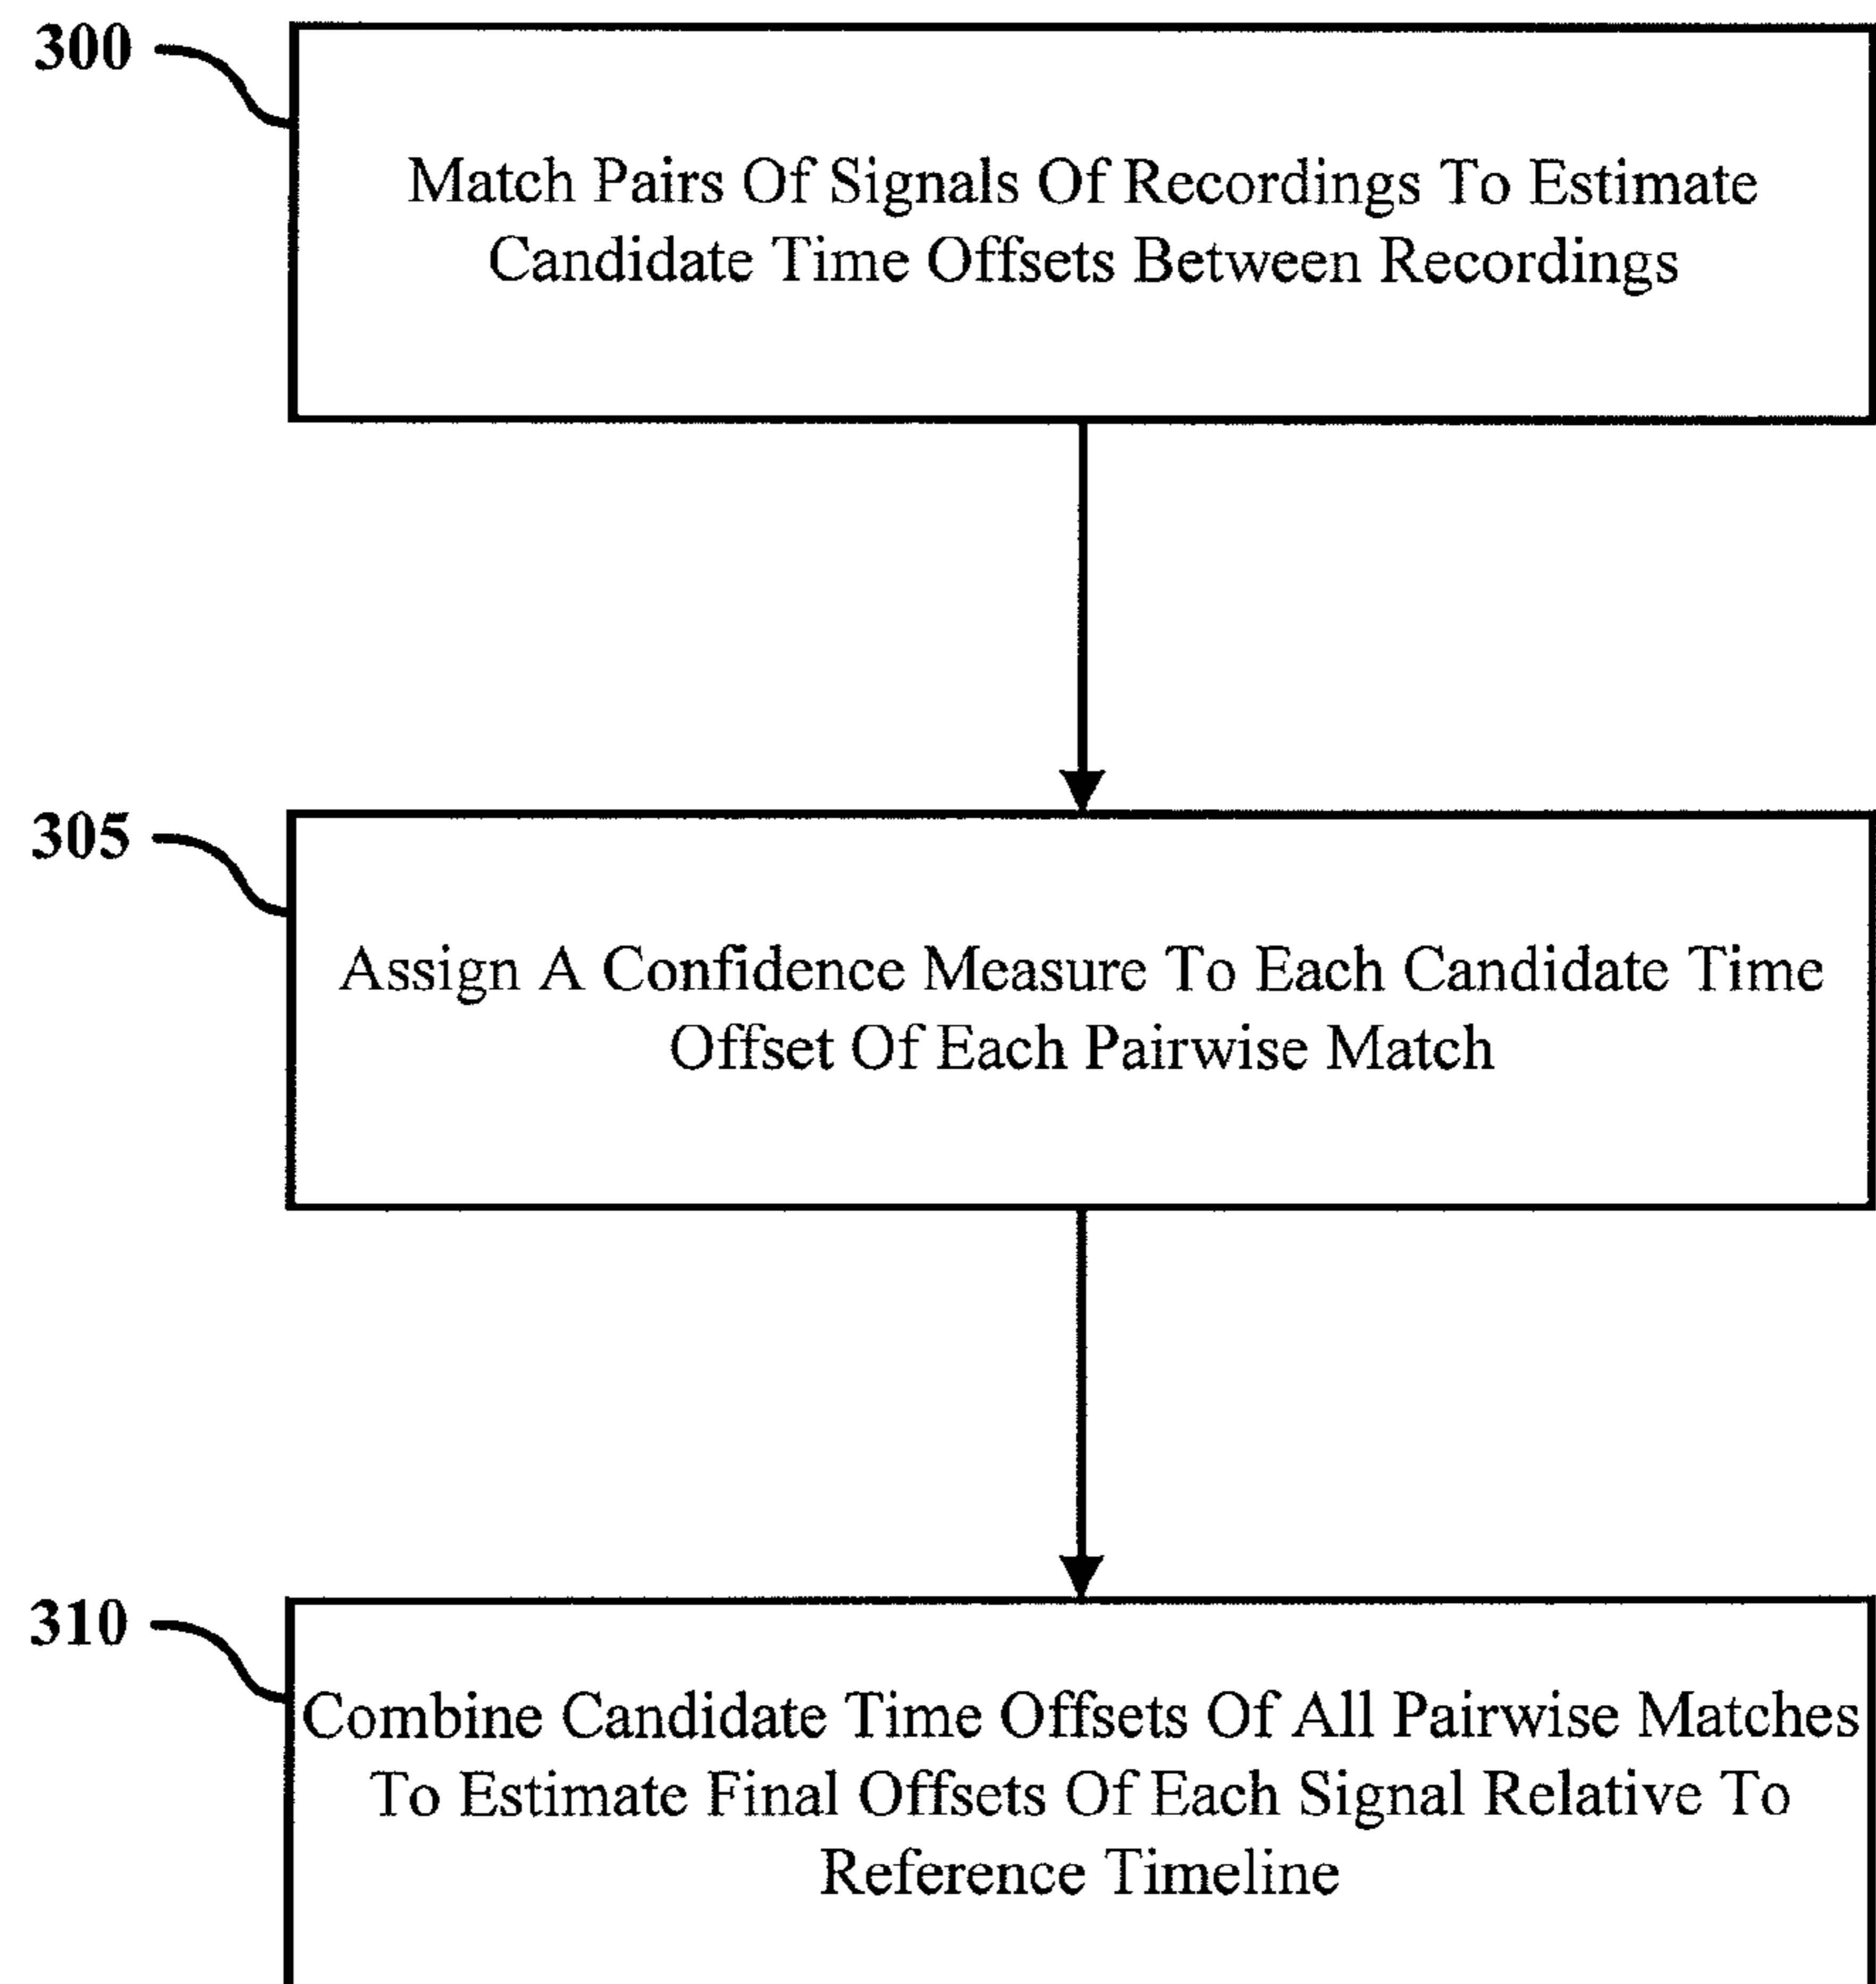 300
Match Pairs Of Signals Of Recordings To Estimate
Candidate Time Offsets Between Recordings
305
Assign A Confidence Measure To Each Candidate Time
Offset Of Each Pairwise Match
310
Combine Candidate Time Offsets Of All Pairwise Matches
To Estimate Final Offsets Of Each Signal Relative To
Reference Timeline